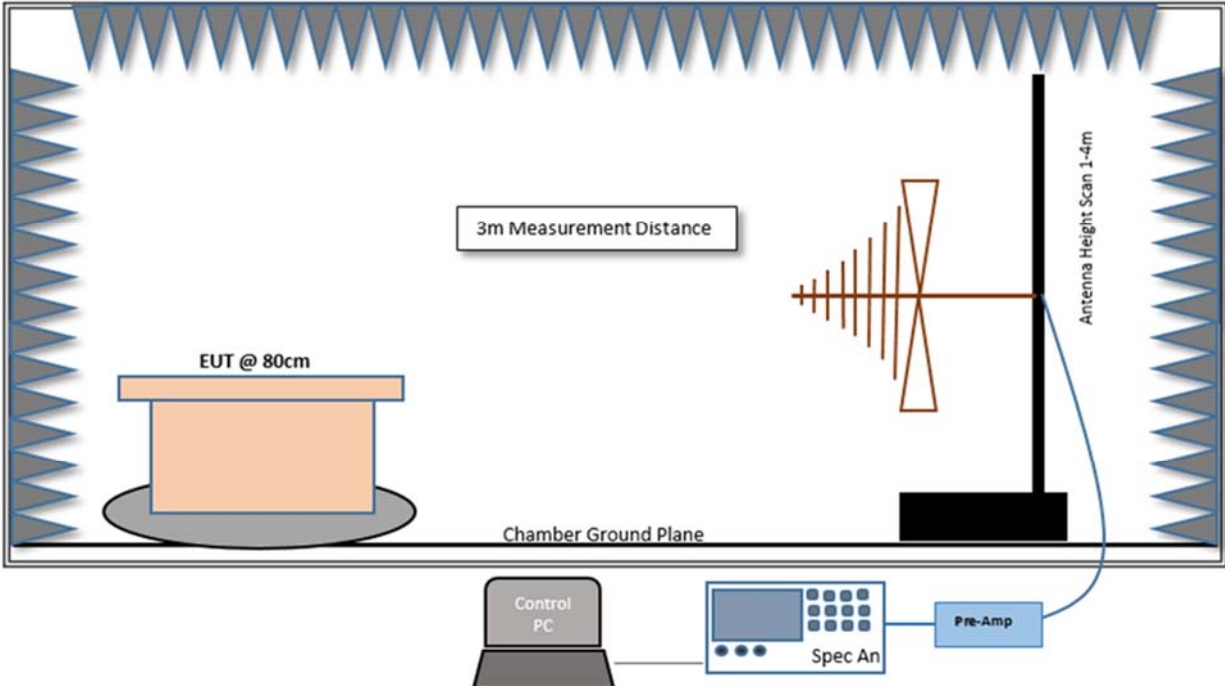 Antenna Height Scan 1-4m
3m Measurement Distance
EUT @ 80cm
Chamber Ground Plane
Control
PC
Pre-Amp
Spec An